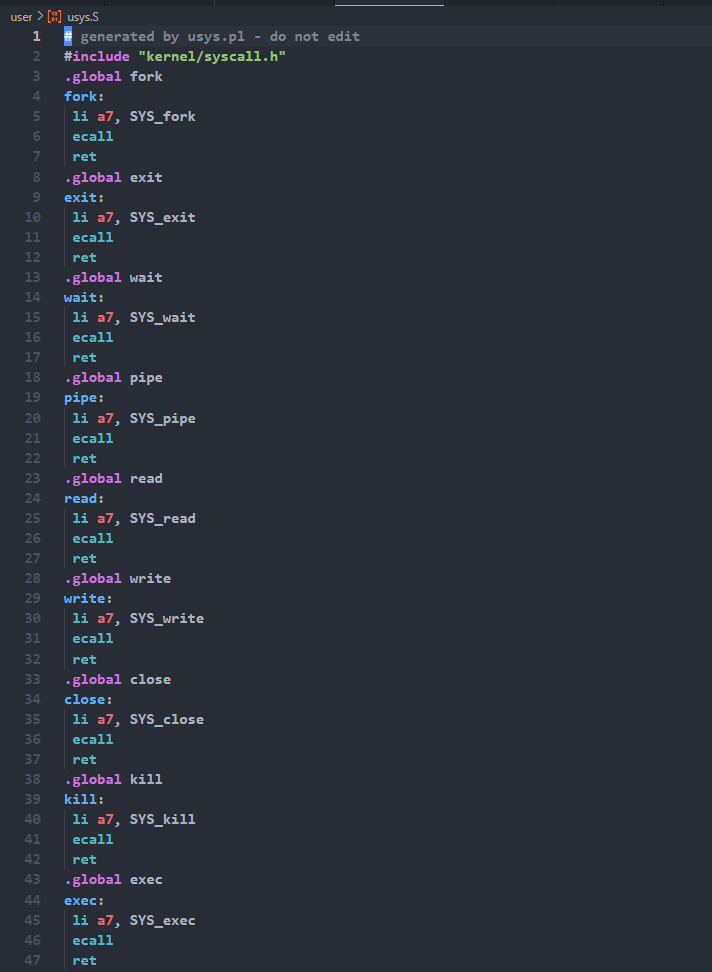 user > usys.S
1 # generated by usys.pl - do not edit
2 #include "kernel/syscall.h"
3 .global fork
4 fork:
5 li a7, SYS_fork
6 ecall
7 ret
8 .global exit
9 exit:
10 li a7, SYS_exit
11 ecall
12 ret
13 .global wait
14 wait:
15 li a7, SYS_wait
16 ecall
17 ret
18 .global pipe
19 pipe:
20 li a7, SYS_pipe
21 ecall
22 ret
23 .global read
24 read:
25 li a7, SYS_read
26 ecall
27 ret
28 .global write
29 write:
30 li a7, SYS_write
31 ecall
32 ret
33 .global close
34 close:
35 li a7, SYS_close
36 ecall
37 ret
38 .global kill
39 kill:
40 li a7, SYS_kill
41 ecall
42 ret
43 .global exec
44 exec:
45 li a7, SYS_exec
46 ecall
47 ret